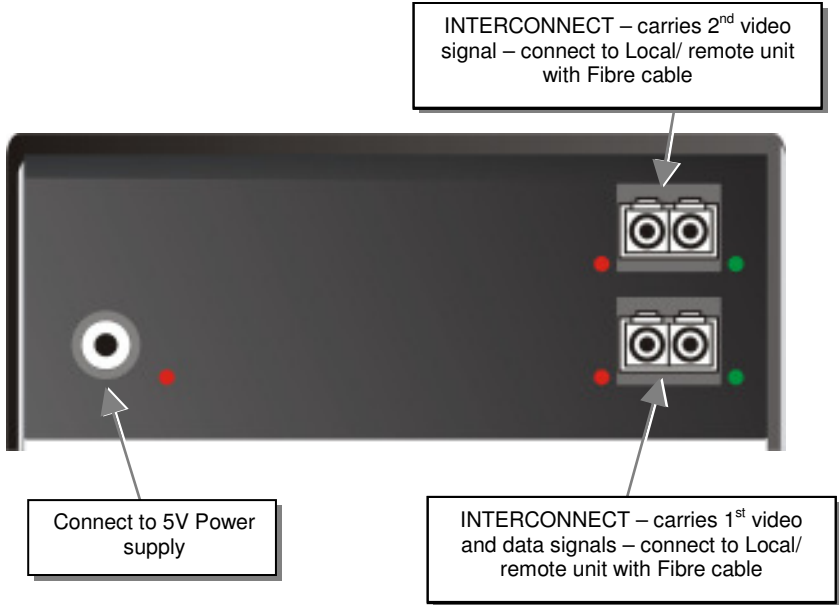 INTERCONNECT – carries 2nd video
signal – connect to Local/ remote unit
with Fibre cable
Connect to 5V Power
supply
INTERCONNECT – carries 1st video
and data signals – connect to Local/
remote unit with Fibre cable